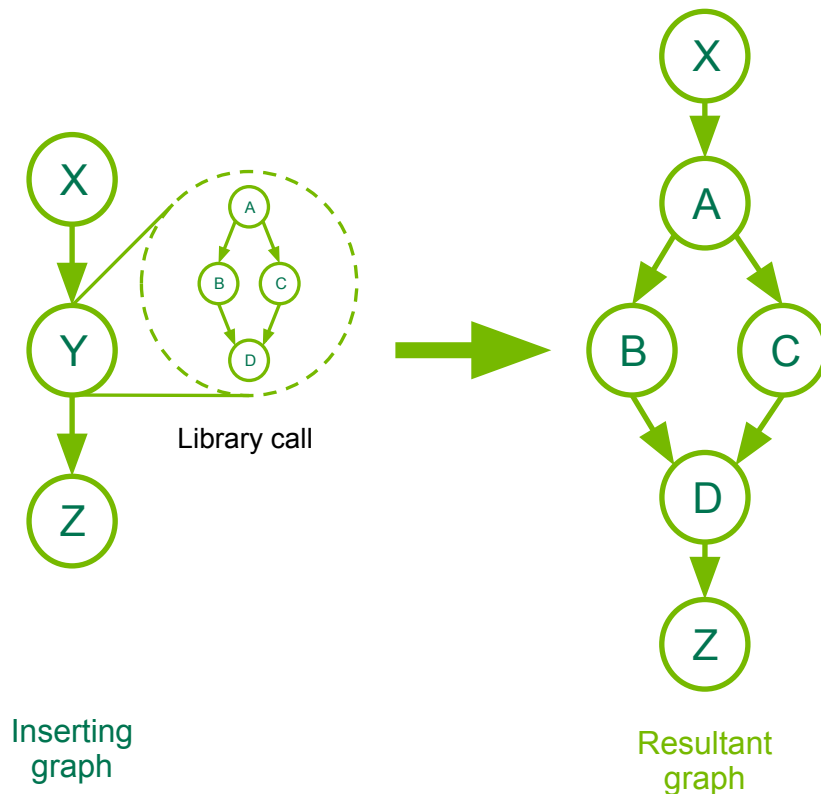 X
Y
Z
A
B
C
D
Library call
Inserting
graph
X
A
B
C
D
Z
Resultant
graph